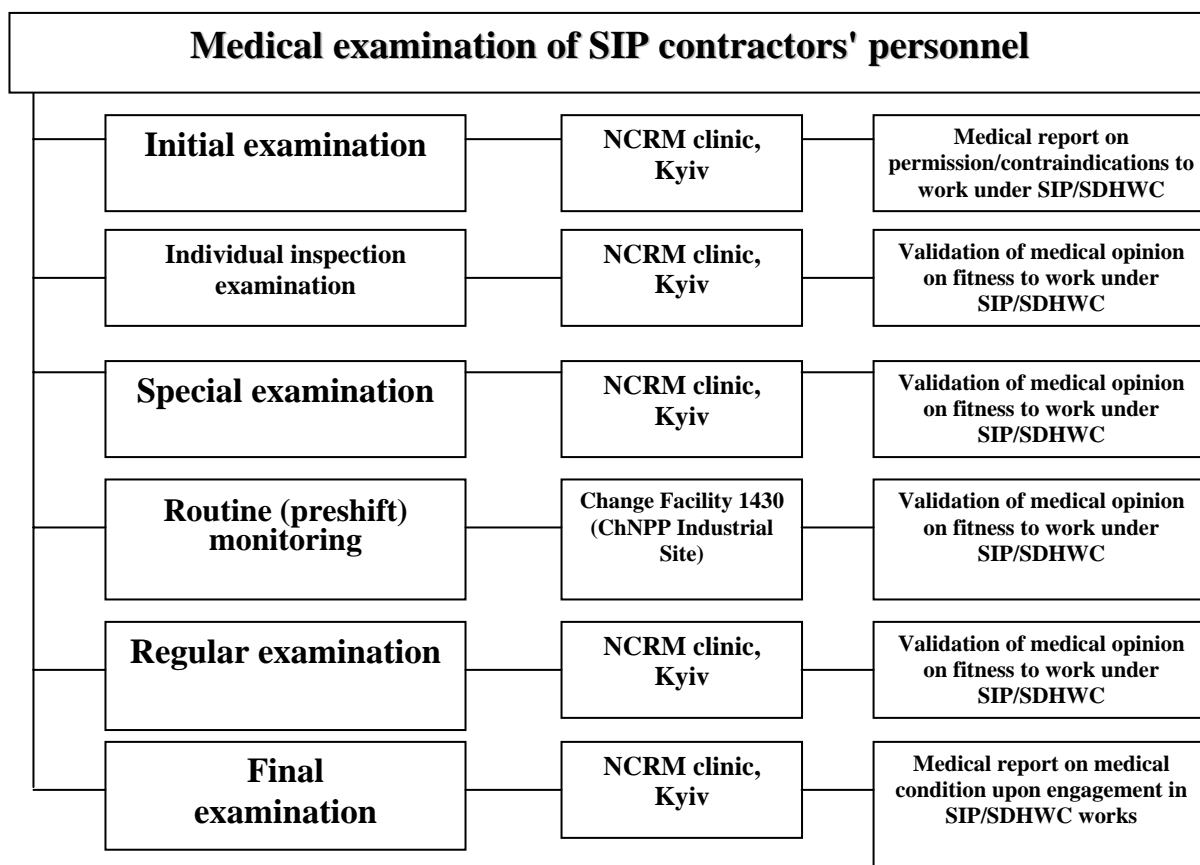 Medical examination of SIP contractors' personnel
Initial examination
NCRM clinic,
Kyiv
Medical report on
permission/contraindications to
work under SIP/SDHWC
Individual inspection
examination
NCRM clinic,
Kyiv
Validation of medical opinion
on fitness to work under
SIP/SDHWC
Special examination
NCRM clinic,
Kyiv
Validation of medical opinion
on fitness to work under
SIP/SDHWC
Routine (preshift)
monitoring
Change Facility 1430
(ChNPP Industrial
Site)
Validation of medical opinion
on fitness to work under
SIP/SDHWC
Regular examination
NCRM clinic,
Kyiv
Validation of medical opinion
on fitness to work under
SIP/SDHWC
Final
examination
NCRM clinic,
Kyiv
Medical report on medical
condition upon engagement in
SIP/SDHWC works